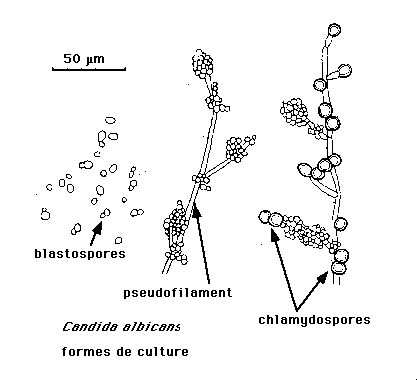 50 µm
blastospores
pseudofilament
chlamydospores
Candida albicans
formes de culture